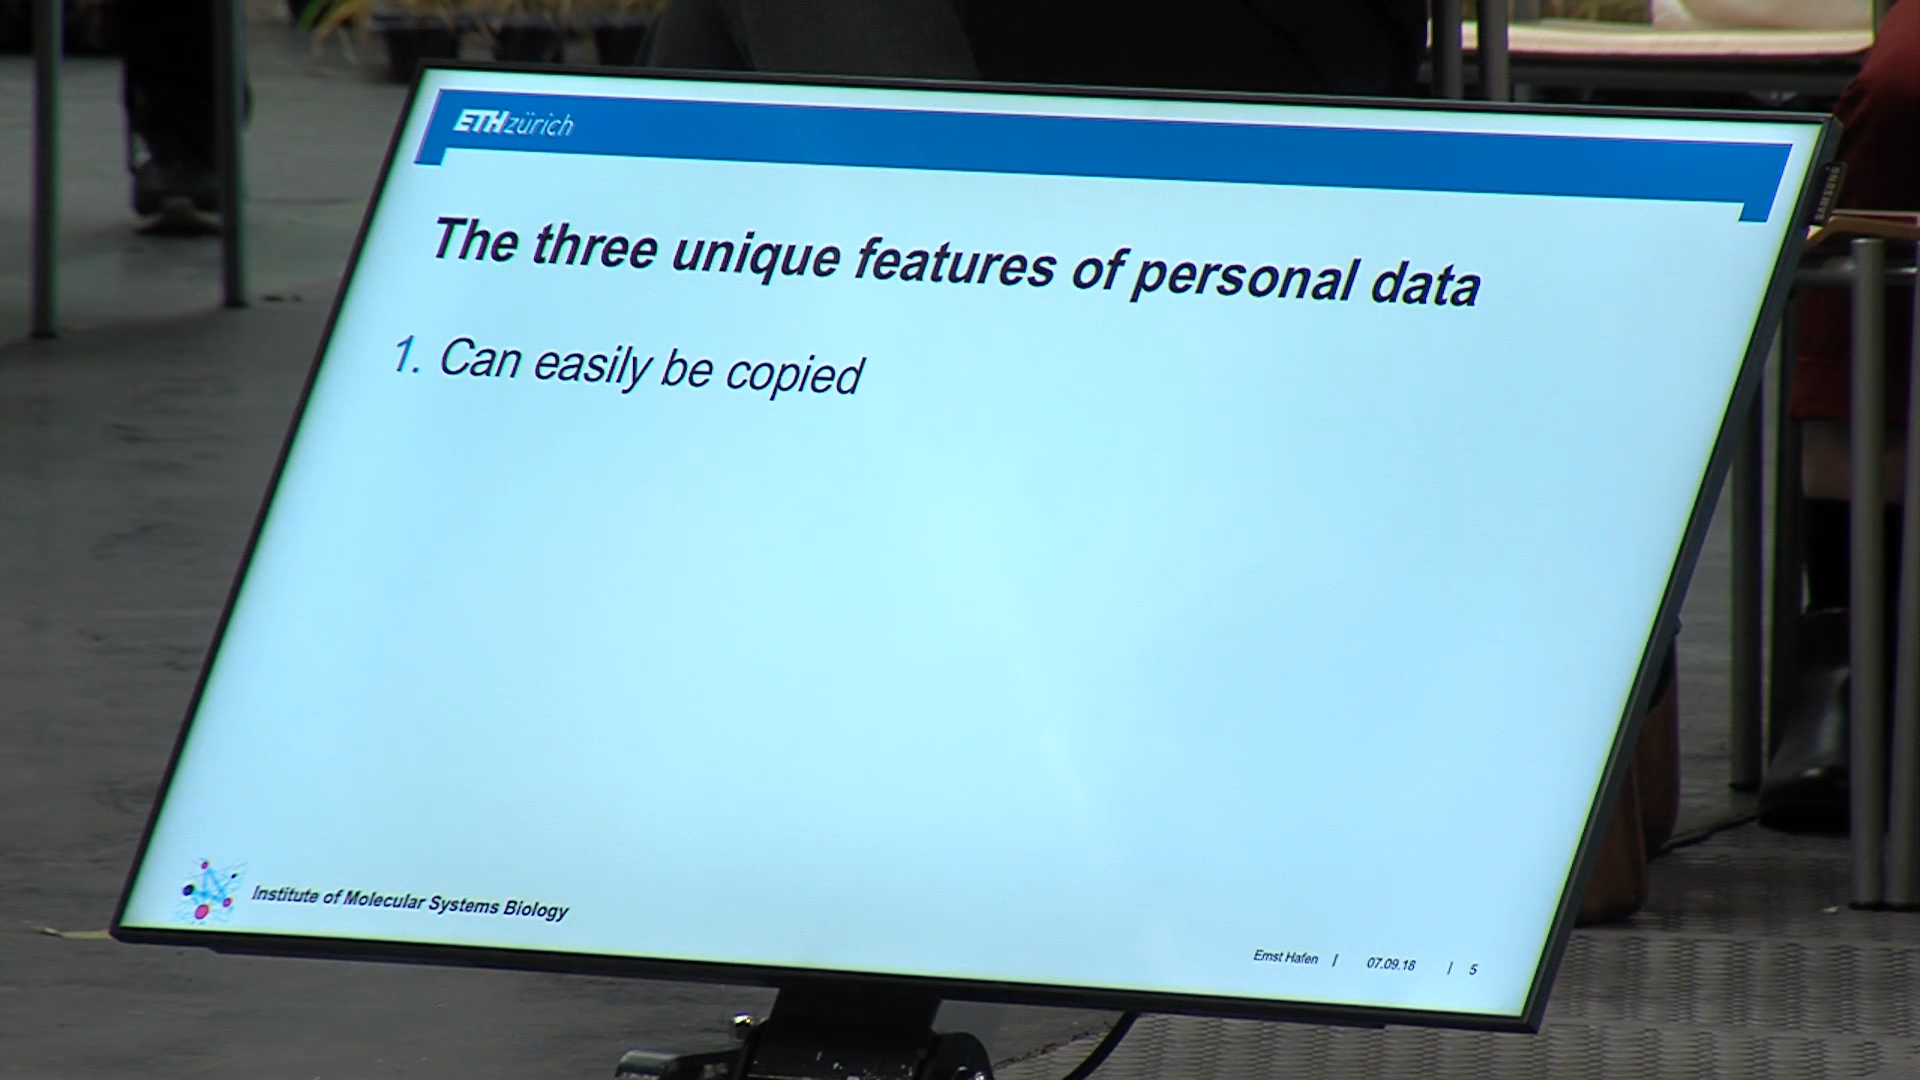 ETHzürich
The three unique features of personal data
1. Can easily be copied
Institute of Molecular Systems Biology
Ernst Hafen | 07.09.18 | 5
SAMSUNG